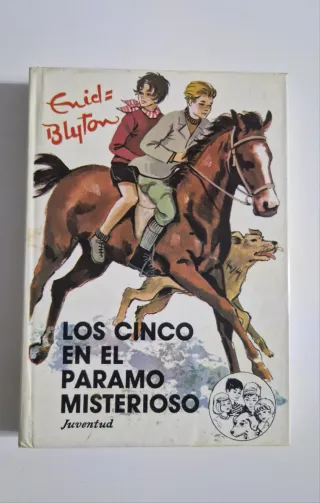 Enid
Blyton
LOS CINCO
EN EL
PARAMO
MISTERIOSO
Juventud